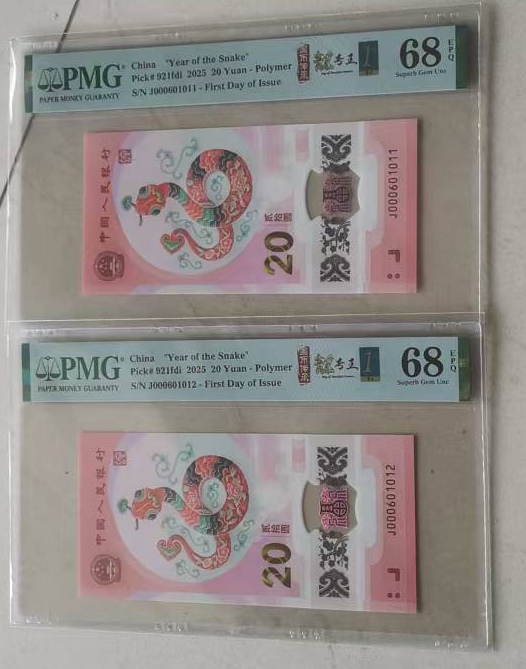 PMG
PAPER MONEY GUARANTY
China "Year of the Snake"
Pick# 921fdi 2025 20 Yuan - Polymer
S/N J000601011 - First Day of Issue
1
68 EPQ
Superb Gem Unc
中国人民银行
贰拾圆
20
J000601011
PMG
PAPER MONEY GUARANTY
China "Year of the Snake"
Pick# 921fdi 2025 20 Yuan - Polymer
S/N J000601012 - First Day of Issue
1
68 EPQ
Superb Gem Unc
中国人民银行
贰拾圆
20
J000601012